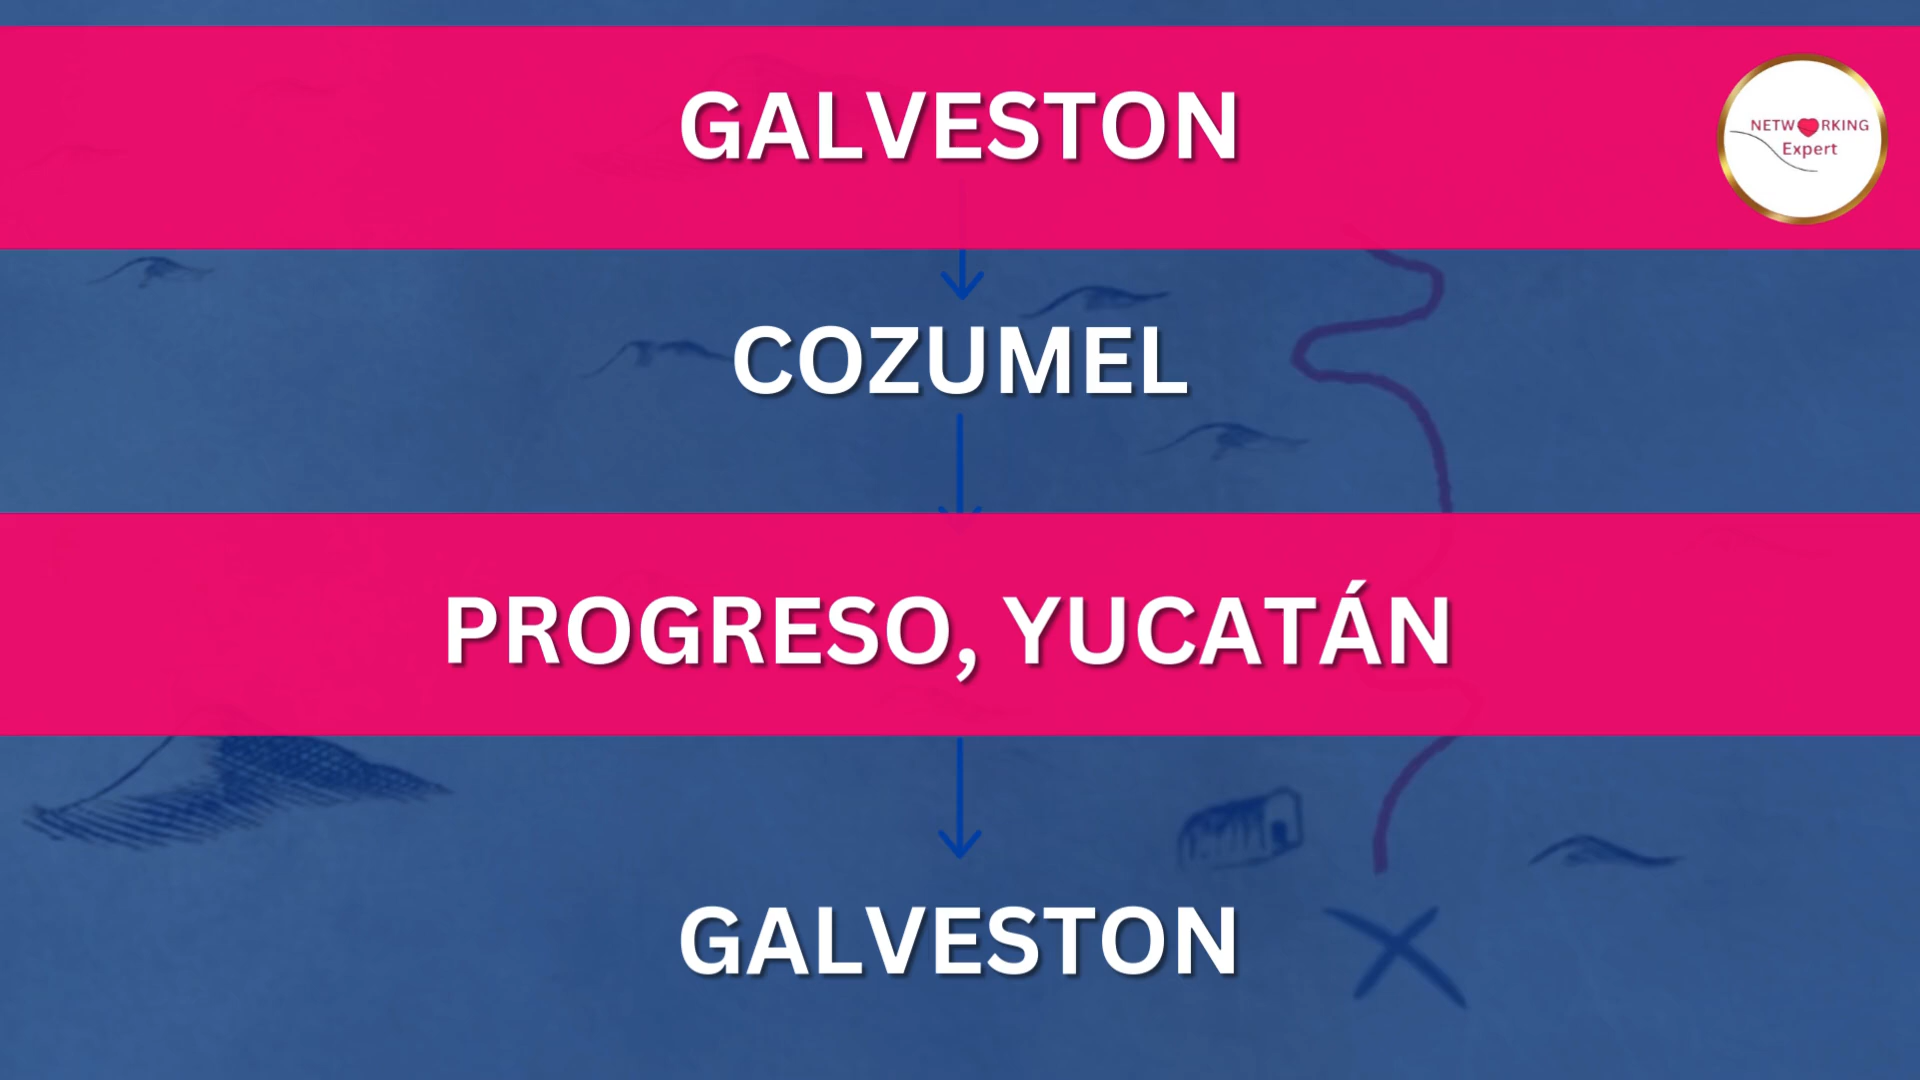 GALVESTON
NETWORKING
Expert
COZUMEL
PROGRESO, YUCATÁN
GALVESTON